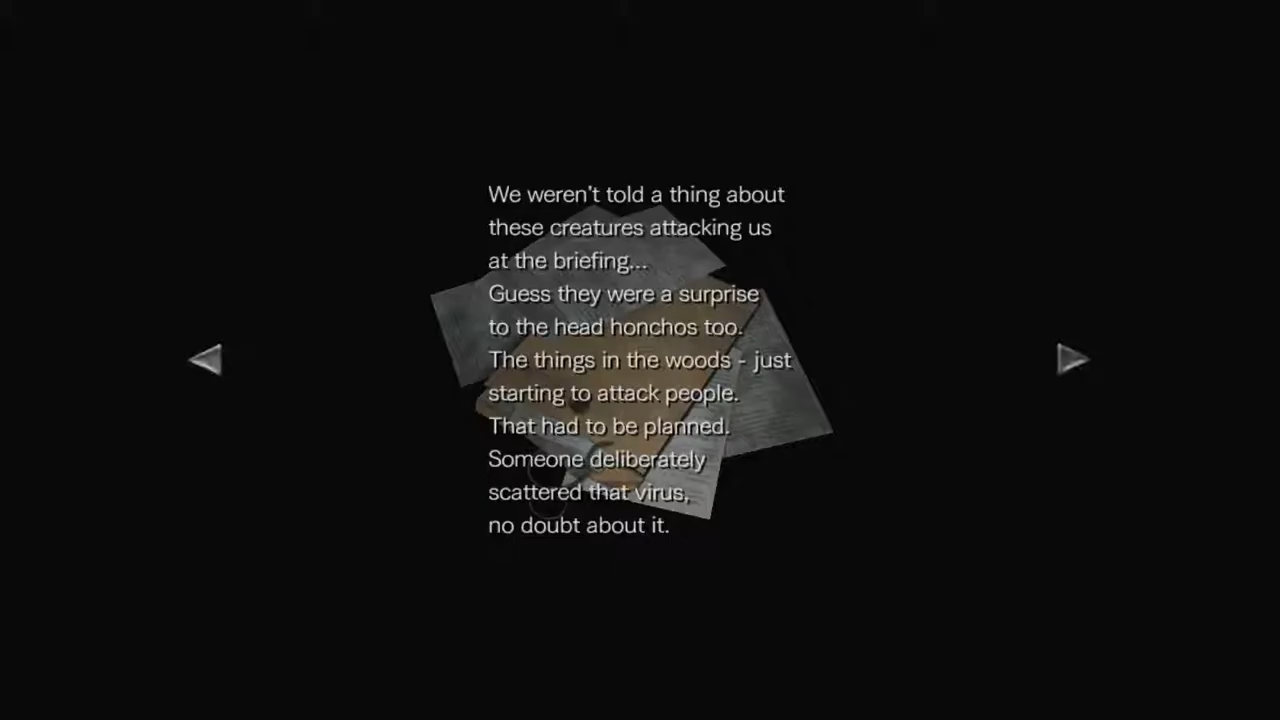 We weren't told a thing about
these creatures attacking us
at the briefing...
Guess they were a surprise
to the head honchos too.
The things in the woods - just
starting to attack people.
That had to be planned.
Someone deliberately
scattered that virus,
no doubt about it.